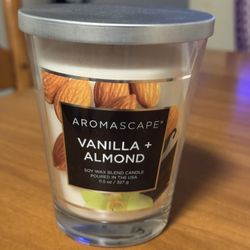 AROMASCAPE®
VANILLA +
ALMOND
SOY WAX BLEND CANDLE
POURED IN THE USA
11.5 oz / 327 g